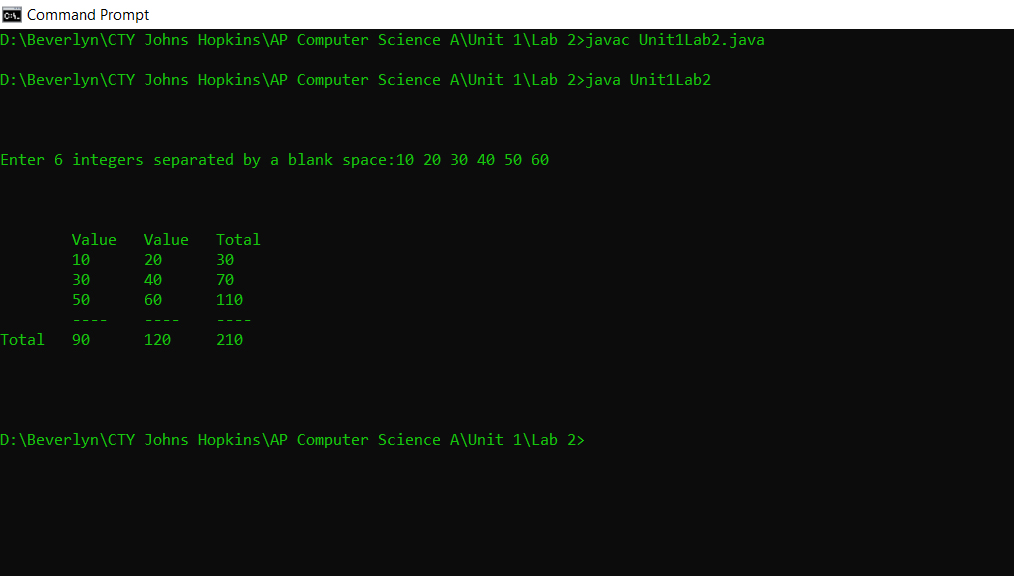 Command Prompt
D:\Beverlyn\CTY Johns Hopkins\AP Computer Science A\Unit 1\Lab 2>javac Unit1Lab2.java
D:\Beverlyn\CTY Johns Hopkins\AP Computer Science A\Unit 1\Lab 2>java Unit1Lab2
Enter 6 integers separated by a blank space:10 20 30 40 50 60
Value Value Total
10 20 30
30 40 70
50 60 110
---- ---- ----
Total 90 120 210
D:\Beverlyn\CTY Johns Hopkins\AP Computer Science A\Unit 1\Lab 2>